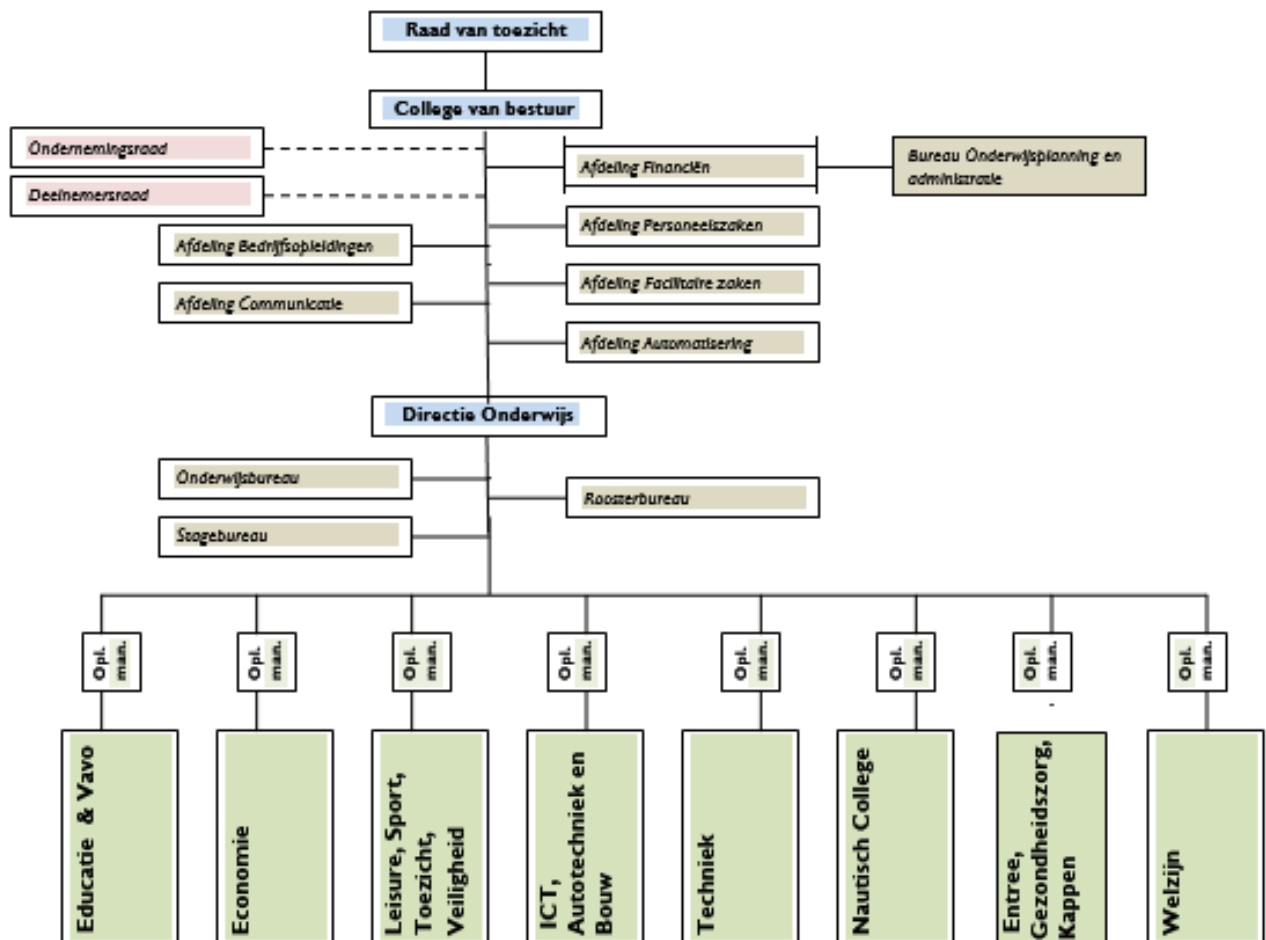 Raad van toezicht
College van bestuur
Ondernemingsraad
Deelnemersraad
Afdeling Financiën
Bureau Onderwijsplanning en
administratie
Afdeling Personeelszaken
Afdeling Bedrijfsopleidingen
Afdeling Facilitaire zaken
Afdeling Communicatie
Afdeling Automatisering
Directie Onderwijs
Onderwijsbureau
Roosterbureau
Stagebureau
Opl.
man.
Opl.
man.
Opl.
man.
Opl.
man.
Opl.
man.
Opl.
man.
Opl.
man.
Opl.
man.
Educatie & Vavo
Economie
Leisure, Sport,
Toezicht,
Veiligheid
ICT,
Autotechniek en
Bouw
Techniek
Nautisch College
Entree,
Gezondheidszorg,
Kappen
Welzijn